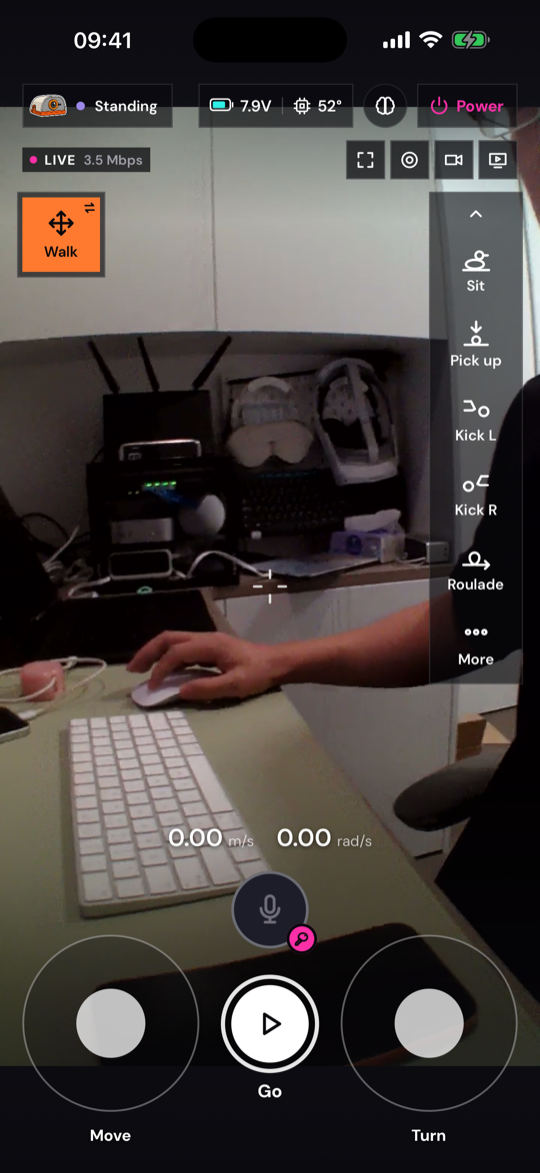 09:41
Standing
7.9V
52°
Power
LIVE 3.5 Mbps
Walk
Sit
Pick up
Kick L
Kick R
Roulade
More
0.00 m/s 0.00 rad/s
Go
Move
Turn